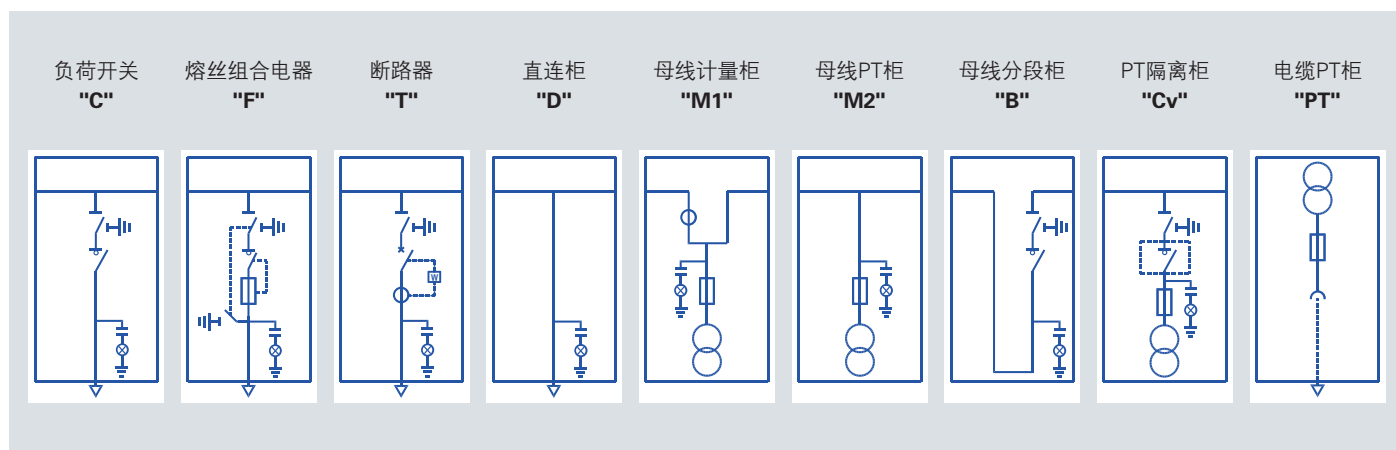 负荷开关
"C"
熔丝组合电器
"F"
断路器
"T"
直连柜
"D"
母线计量柜
"M1"
母线PT柜
"M2"
母线分段柜
"B"
PT隔离柜
"Cv"
电缆PT柜
"PT"
W